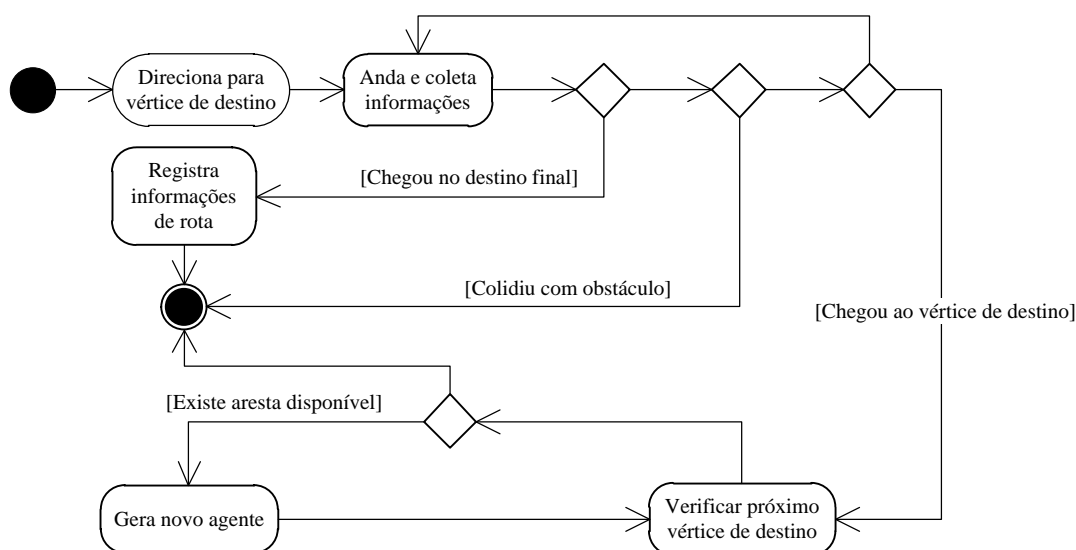 Direciona para
vértice de destino
Anda e coleta
informações
Registra
informações
de rota
[Chegou no destino final]
[Colidiu com obstáculo]
[Chegou ao vértice de destino]
[Existe aresta disponível]
Gera novo agente
Verificar próximo
vértice de destino